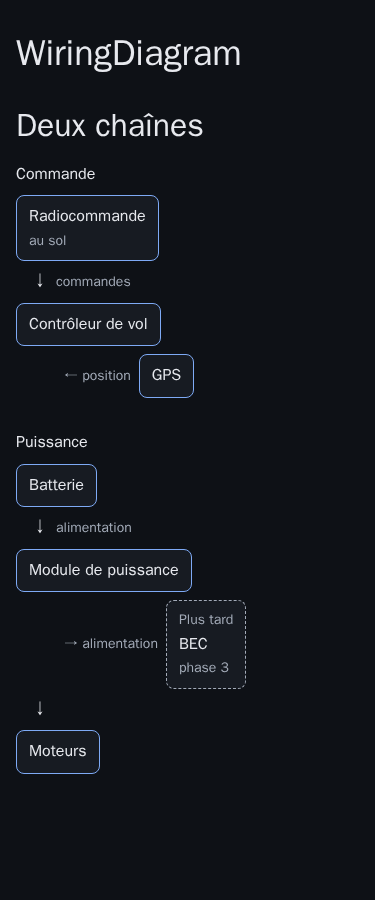 WiringDiagram
Deux chaînes
Commande
Radiocommande
au sol
↓ commandes
Contrôleur de vol
← position
GPS
Puissance
Batterie
↓ alimentation
Module de puissance
Plus tard
→ alimentation
BEC
phase 3
↓
Moteurs